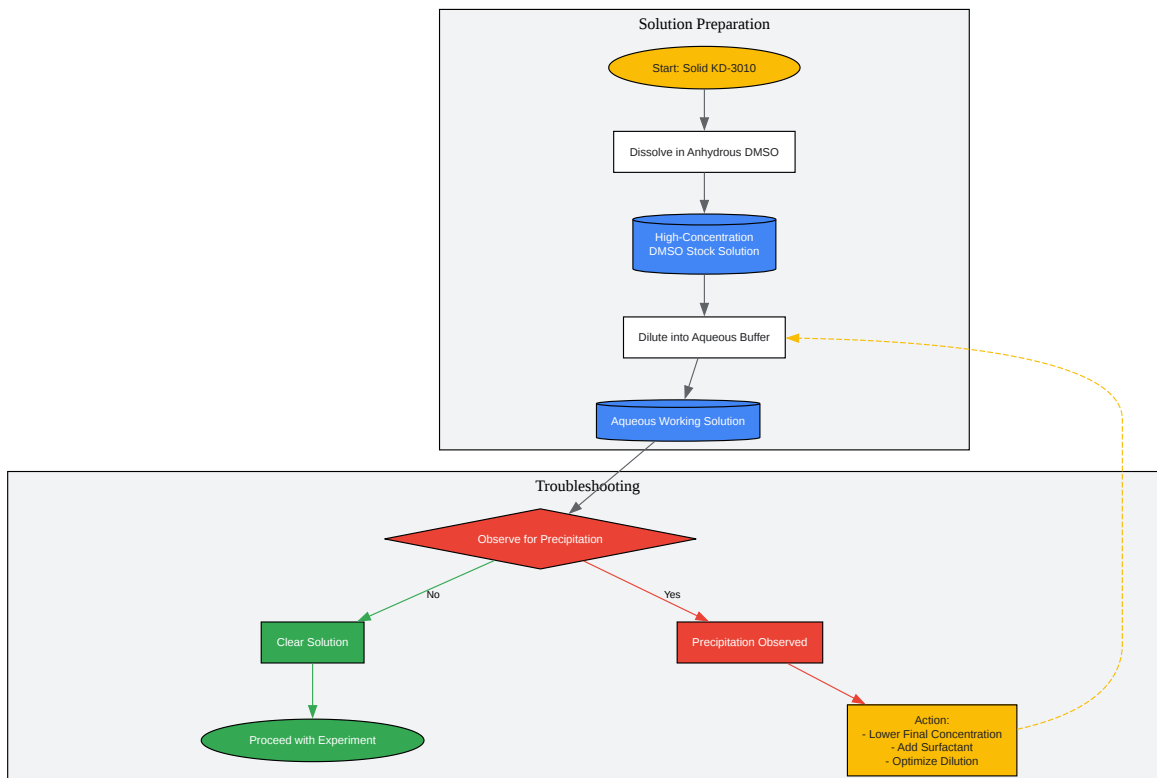 Solution Preparation
Start: Solid KD-3010
Dissolve in Anhydrous DMSO
High-Concentration
DMSO Stock Solution
Dilute into Aqueous Buffer
Aqueous Working Solution
Troubleshooting
Observe for Precipitation
No
Yes
Clear Solution
Precipitation Observed
Proceed with Experiment
Action:
- Lower Final Concentration
- Add Surfactant
- Optimize Dilution